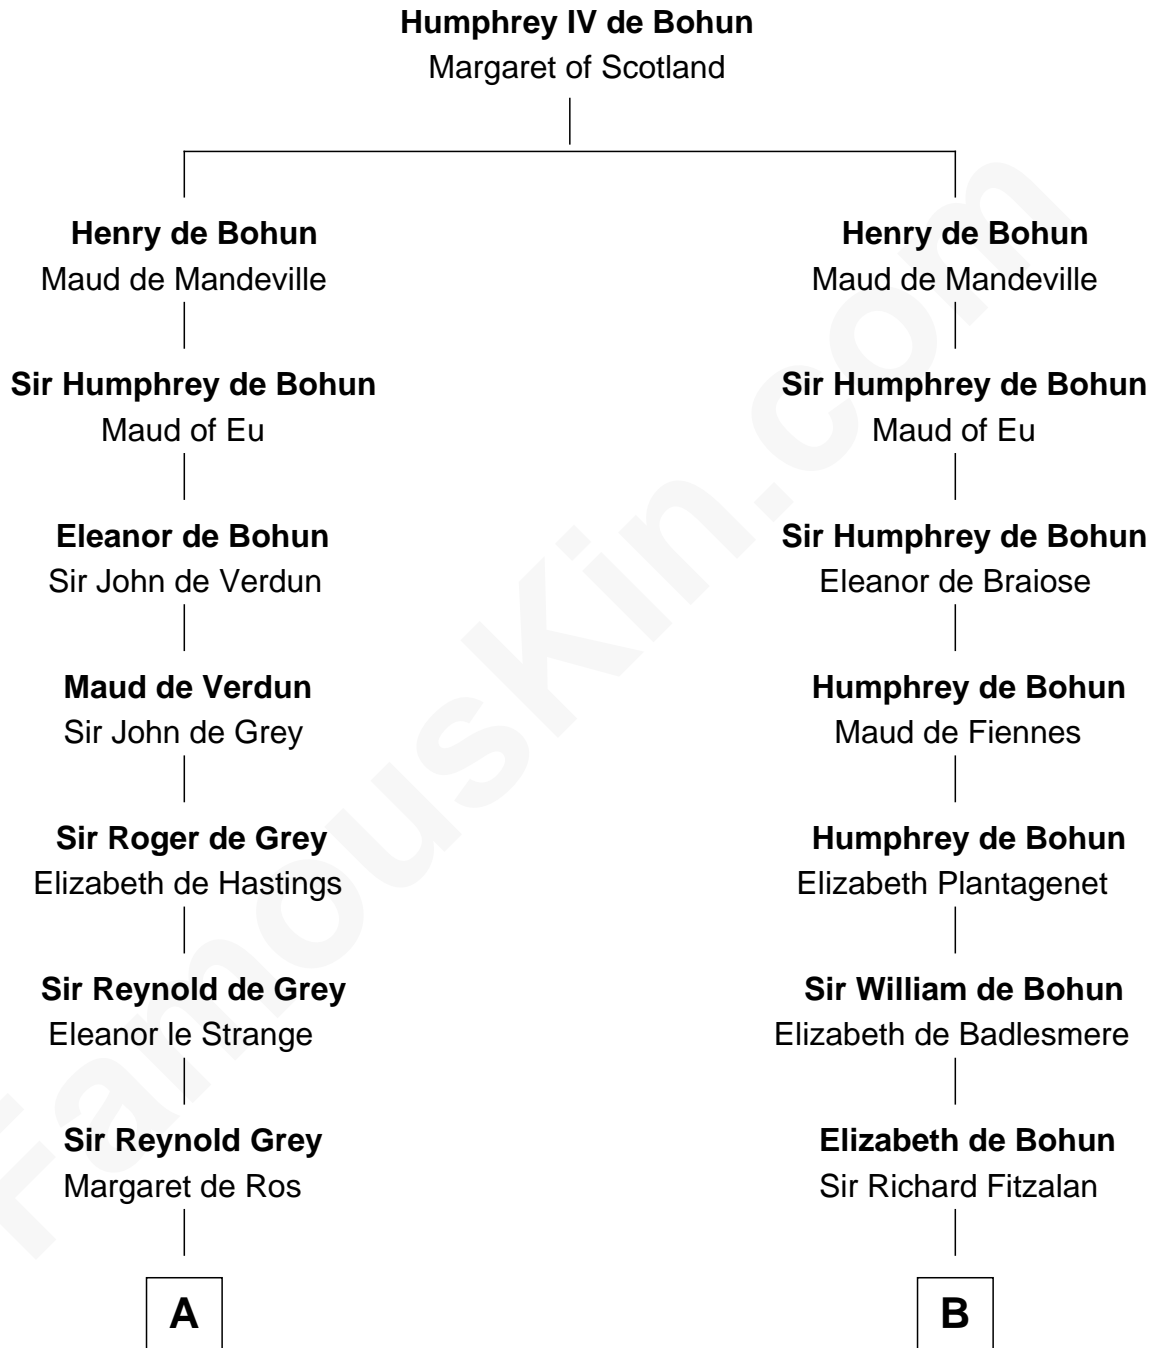 Humphrey IV de Bohun
Margaret of Scotland
Henry de Bohun
Maud de Mandeville
Sir Humphrey de Bohun
Maud of Eu
Eleanor de Bohun
Sir John de Verdun
Maud de Verdun
Sir John de Grey
Sir Roger de Grey
Elizabeth de Hastings
Sir Reynold de Grey
Eleanor le Strange
Sir Reynold Grey
Margaret de Ros
A
Henry de Bohun
Maud de Mandeville
Sir Humphrey de Bohun
Maud of Eu
Sir Humphrey de Bohun
Eleanor de Braiose
Humphrey de Bohun
Maud de Fiennes
Humphrey de Bohun
Elizabeth Plantagenet
Sir William de Bohun
Elizabeth de Badlesmere
Elizabeth de Bohun
Sir Richard Fitzalan
B
FamousKin.com